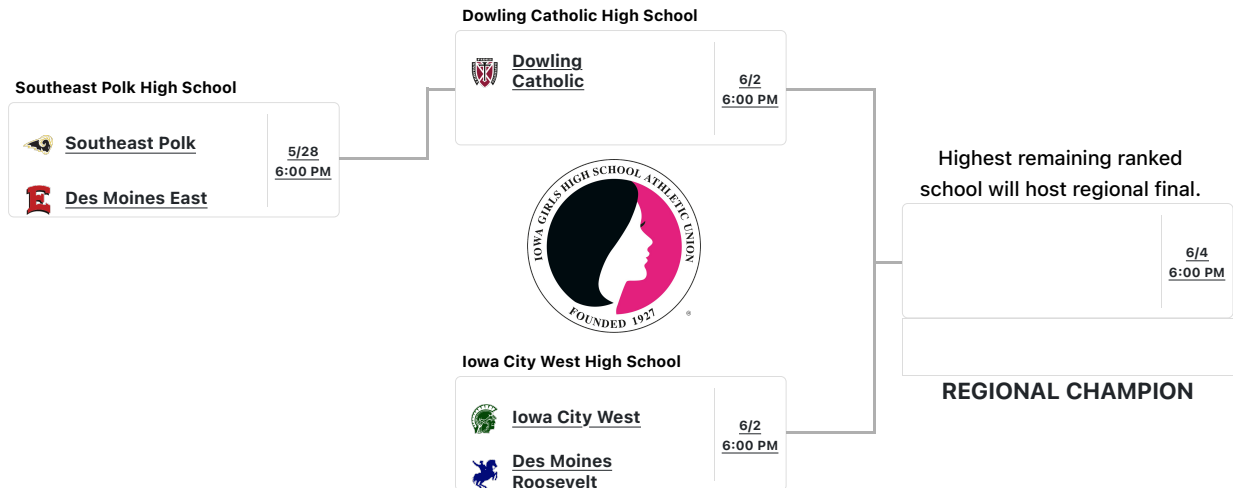 Dowling Catholic High School
Dowling
Catholic
6/2
6:00 PM
Southeast Polk High School
Southeast Polk
5/28
6:00 PM
E
Des Moines East
IOWA GIRLS HIGH SCHOOL ATHLETIC UNION
FOUNDED 1927
®
Highest remaining ranked
school will host regional final.
6/4
6:00 PM
REGIONAL CHAMPION
Iowa City West High School
Iowa City West
6/2
6:00 PM
Des Moines
Roosevelt